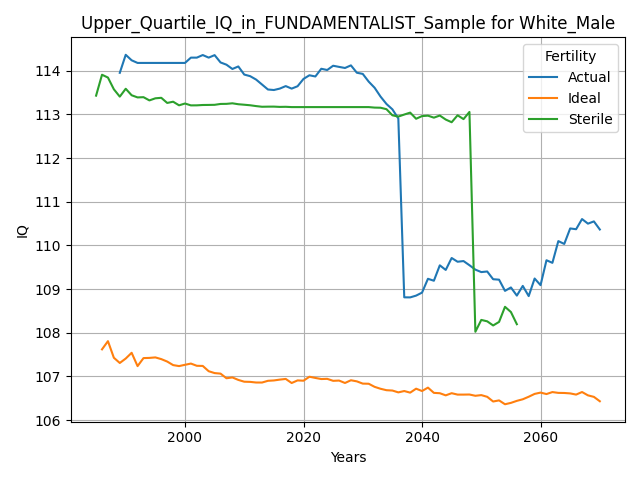 Upper_Quartile_IQ_in_FUNDAMENTALIST_Sample for White_Male
Fertility
Actual
Ideal
Sterile
IQ
114
113
112
111
110
109
108
107
106
2000
2020
2040
2060
Years